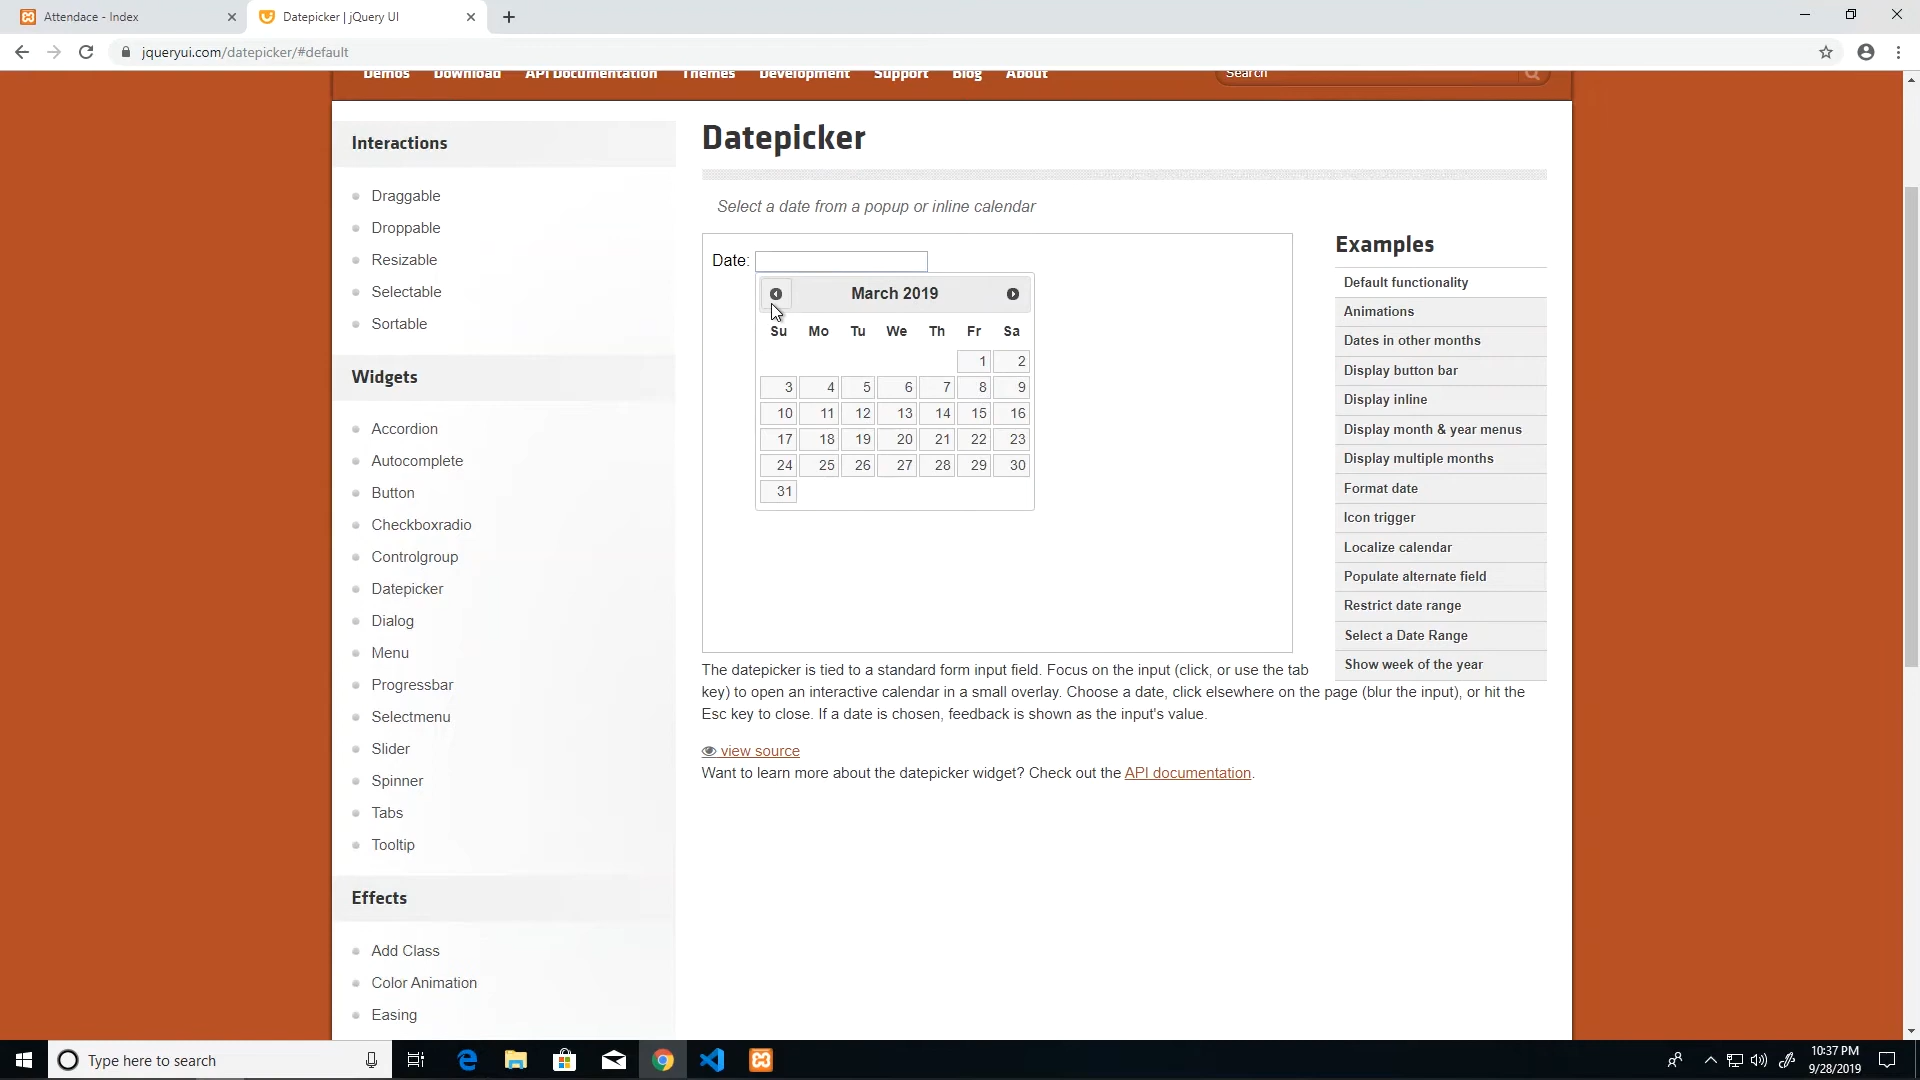 Attendace - Index
Datepicker | jQuery UI
jqueryui.com/datepicker/#default
Demos Download API Documentation Themes Development Support Blog About
Search
Interactions
Draggable
Droppable
Resizable
Selectable
Sortable
Widgets
Accordion
Autocomplete
Button
Checkboxradio
Controlgroup
Datepicker
Dialog
Menu
Progressbar
Selectmenu
Slider
Spinner
Tabs
Tooltip
Effects
Add Class
Color Animation
Easing
Datepicker
Select a date from a popup or inline calendar
Date:
March 2019
Su Mo Tu We Th Fr Sa
1 2
3 4 5 6 7 8 9
10 11 12 13 14 15 16
17 18 19 20 21 22 23
24 25 26 27 28 29 30
31
Examples
Default functionality
Animations
Dates in other months
Display button bar
Display inline
Display month & year menus
Display multiple months
Format date
Icon trigger
Localize calendar
Populate alternate field
Restrict date range
Select a Date Range
Show week of the year
The datepicker is tied to a standard form input field. Focus on the input (click, or use the tab
key) to open an interactive calendar in a small overlay. Choose a date, click elsewhere on the page (blur the input), or hit the
Esc key to close. If a date is chosen, feedback is shown as the input's value.
view source
Want to learn more about the datepicker widget? Check out the API documentation.
Type here to search
10:37 PM
9/28/2019